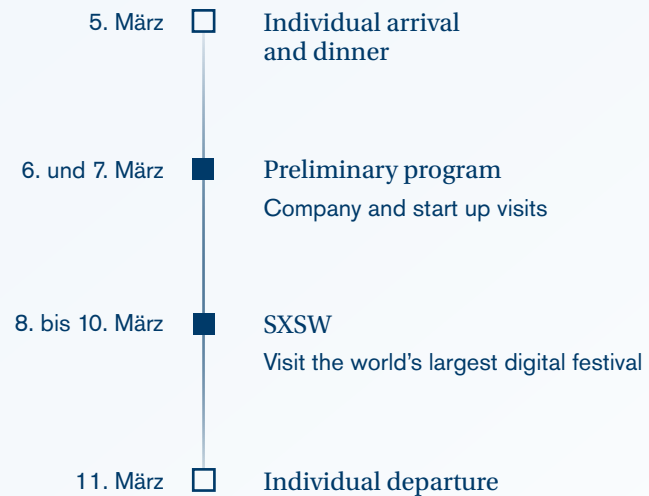 5. März
Individual arrival
and dinner
6. und 7. März
Preliminary program
Company and start up visits
8. bis 10. März
SXSW
Visit the world’s largest digital festival
11. März
Individual departure